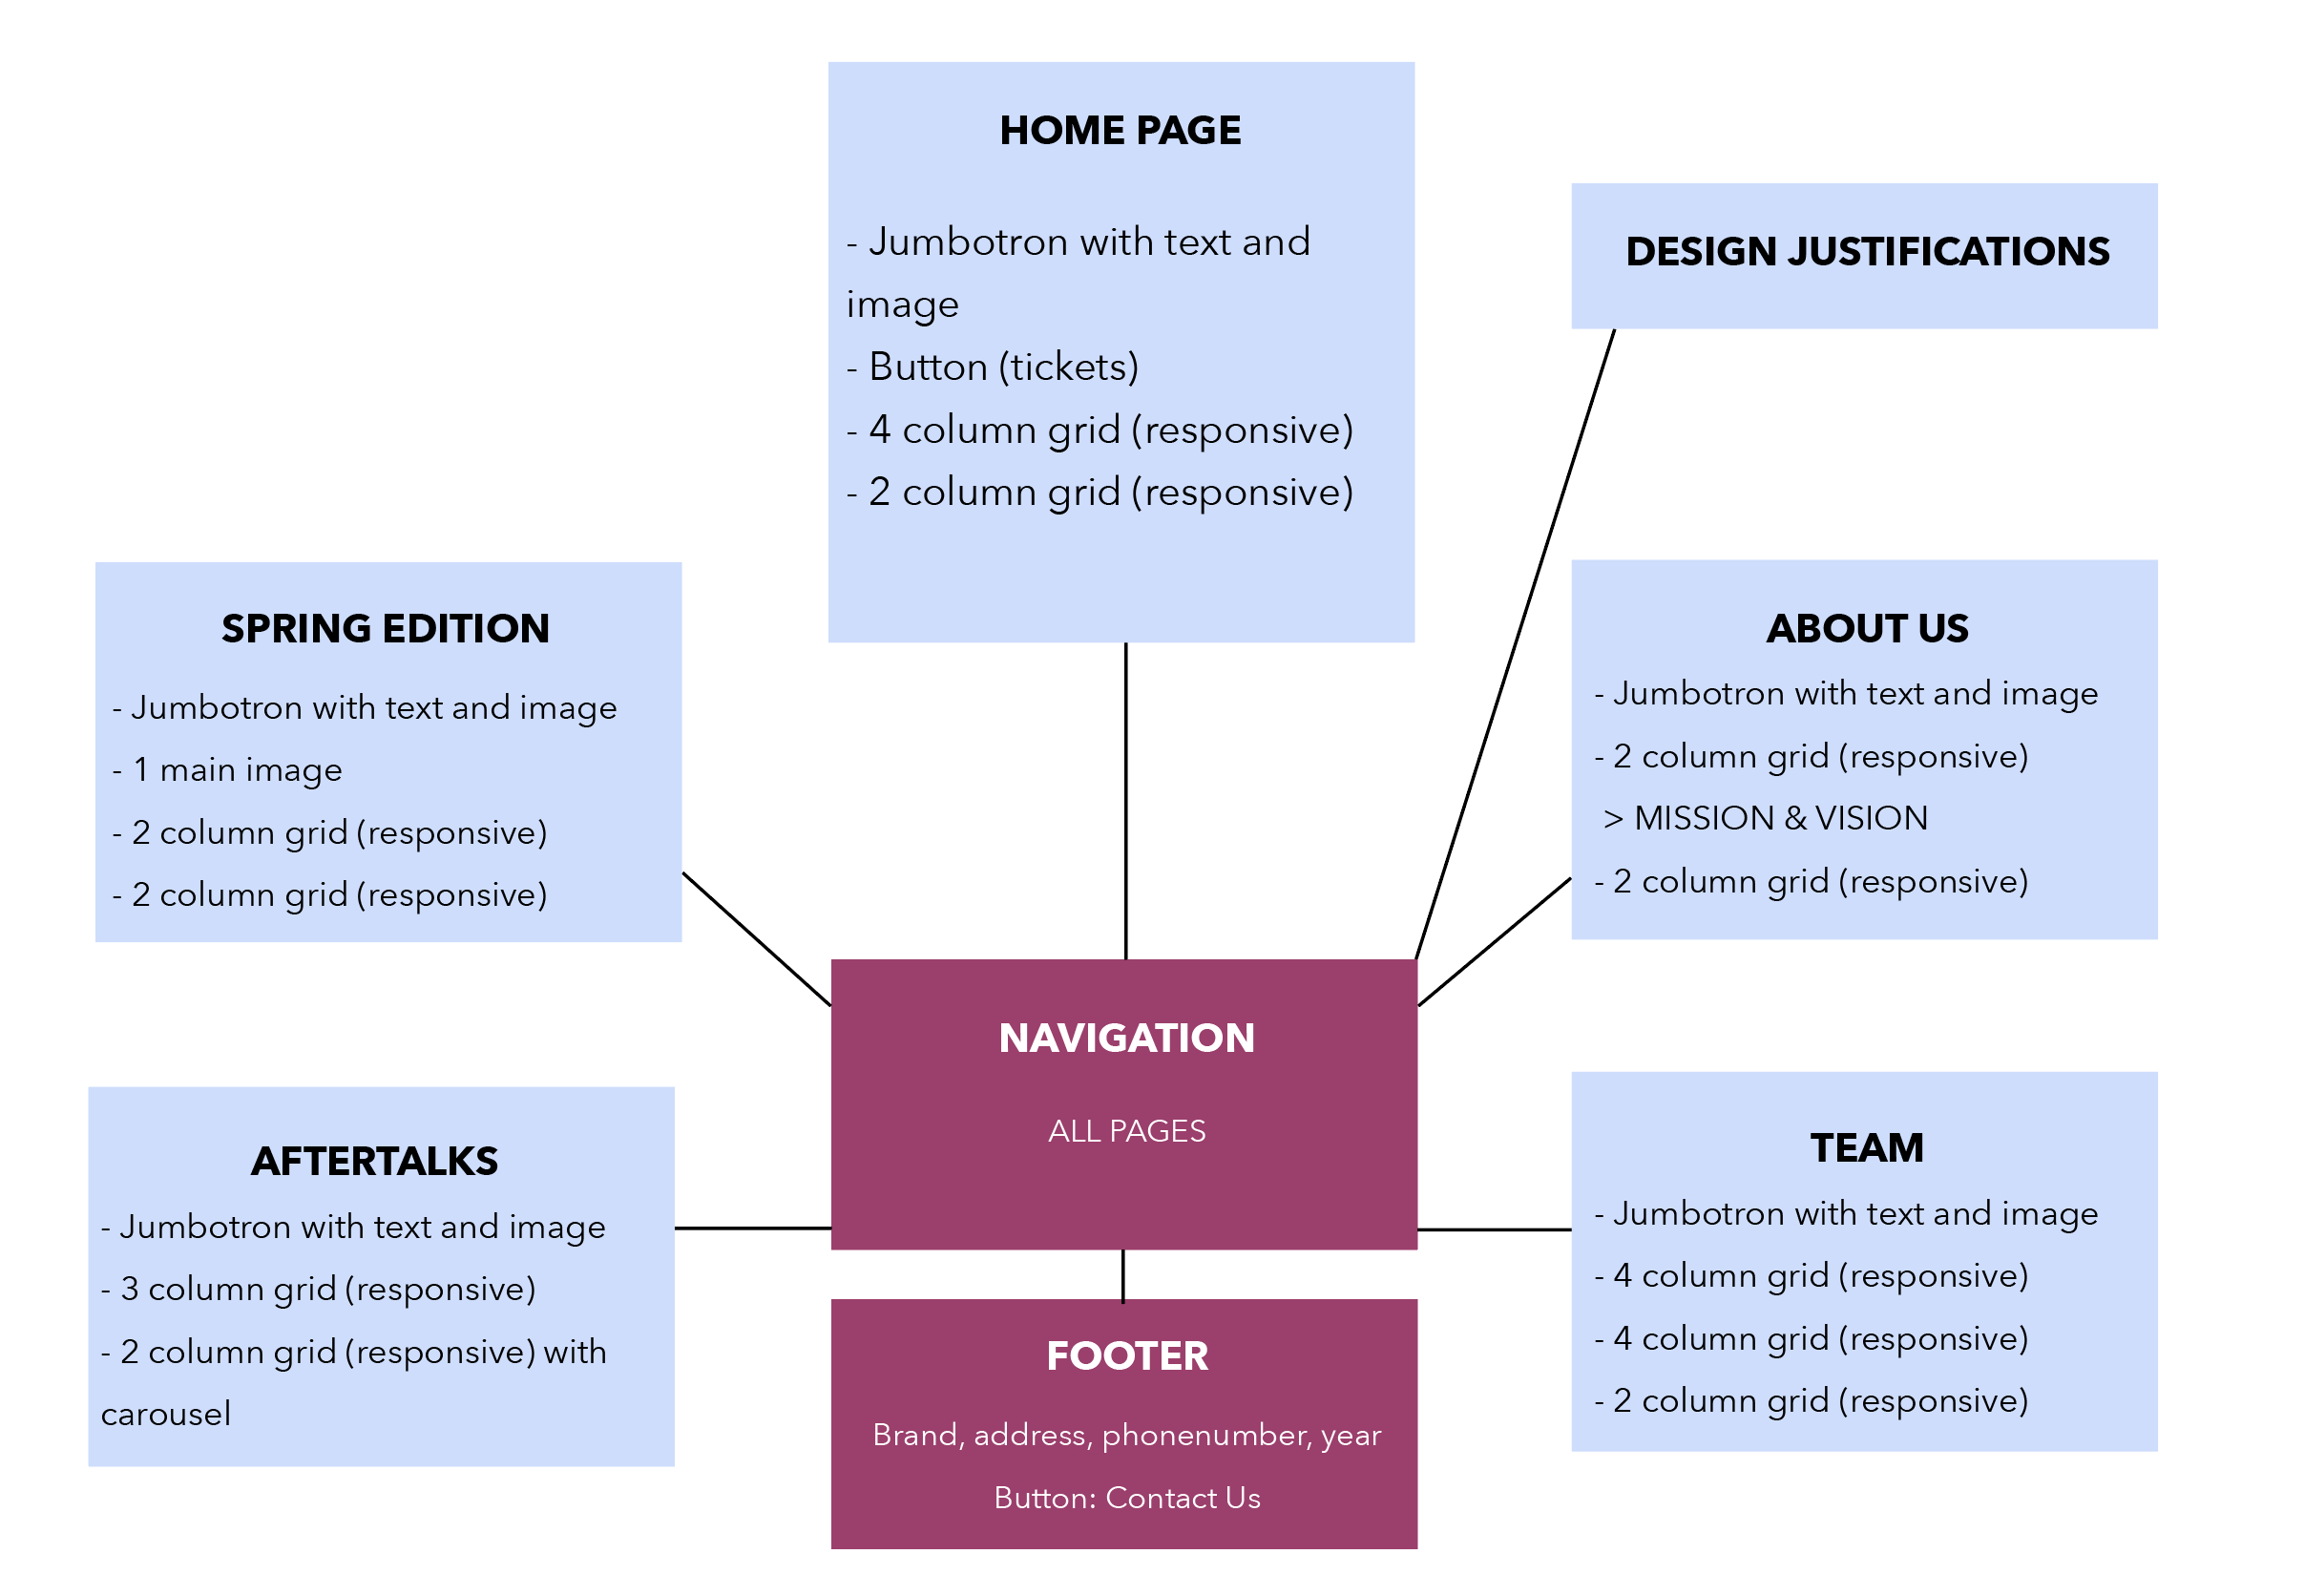 HOME PAGE
- Jumbotron with text and
image
- Button (tickets)
- 4 column grid (responsive)
- 2 column grid (responsive)
DESIGN JUSTIFICATIONS
SPRING EDITION
- Jumbotron with text and image
- 1 main image
- 2 column grid (responsive)
- 2 column grid (responsive)
ABOUT US
- Jumbotron with text and image
- 2 column grid (responsive)
> MISSION & VISION
- 2 column grid (responsive)
NAVIGATION
ALL PAGES
AFTERTALKS
- Jumbotron with text and image
- 3 column grid (responsive)
- 2 column grid (responsive) with
carousel
TEAM
- Jumbotron with text and image
- 4 column grid (responsive)
- 4 column grid (responsive)
- 2 column grid (responsive)
FOOTER
Brand, address, phonenumber, year
Button: Contact Us